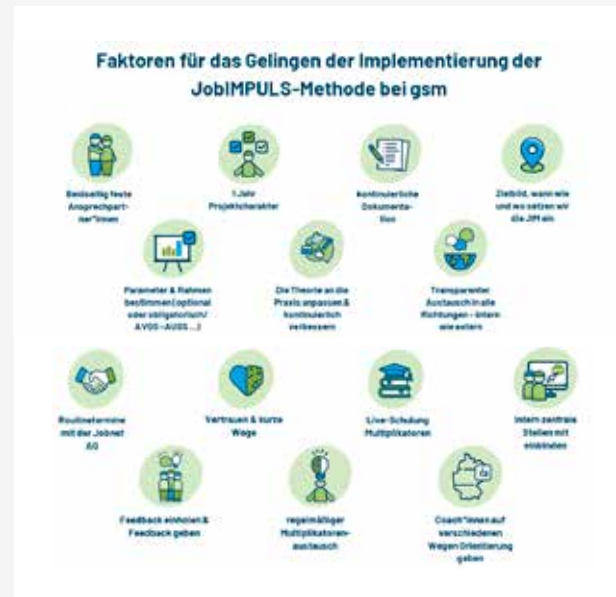 Faktoren für das Gelingen der Implementierung der
JobIMPULS-Methode bei gsm
Beidseitig feste
Ansprechpart-
ner*innen
1 Jahr
Projektcharakter
kontinuierliche
Dokumenta-
tion
Zielbild, wann wie
und wo setzen wir
die JIM ein
Parameter & Rahmen
bestimmen (optional
oder obligatorisch/
AVGS -AUGS ...)
Die Theorie an die
Praxis anpassen &
kontinuierlich
verbessern
Transparenter
Austausch in alle
Richtungen - intern
wie extern
Routinetermine
mit der Jobnet
AG
Vertrauen & kurze
Wege
Live-Schulung
Multiplikatoren
Intern zentrale
Stellen mit
einbinden
Feedback einholen &
Feedback geben
regelmäßiger
Multiplikatoren-
austausch
Coach*innen auf
verschiedenen
Wegen Orientierung
geben